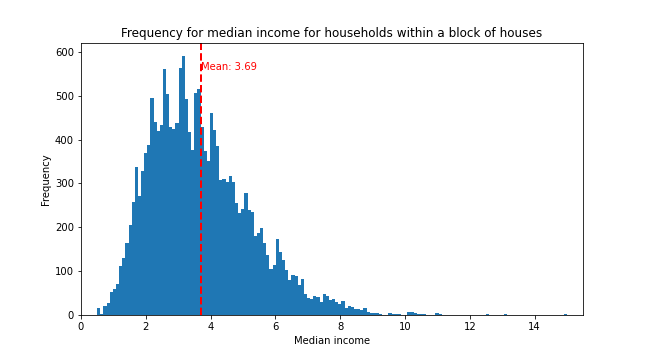 Frequency for median income for households within a block of houses
600
500
400
300
200
100
0
Frequency
Mean: 3.69
0 2 4 6 8 10 12 14
Median income